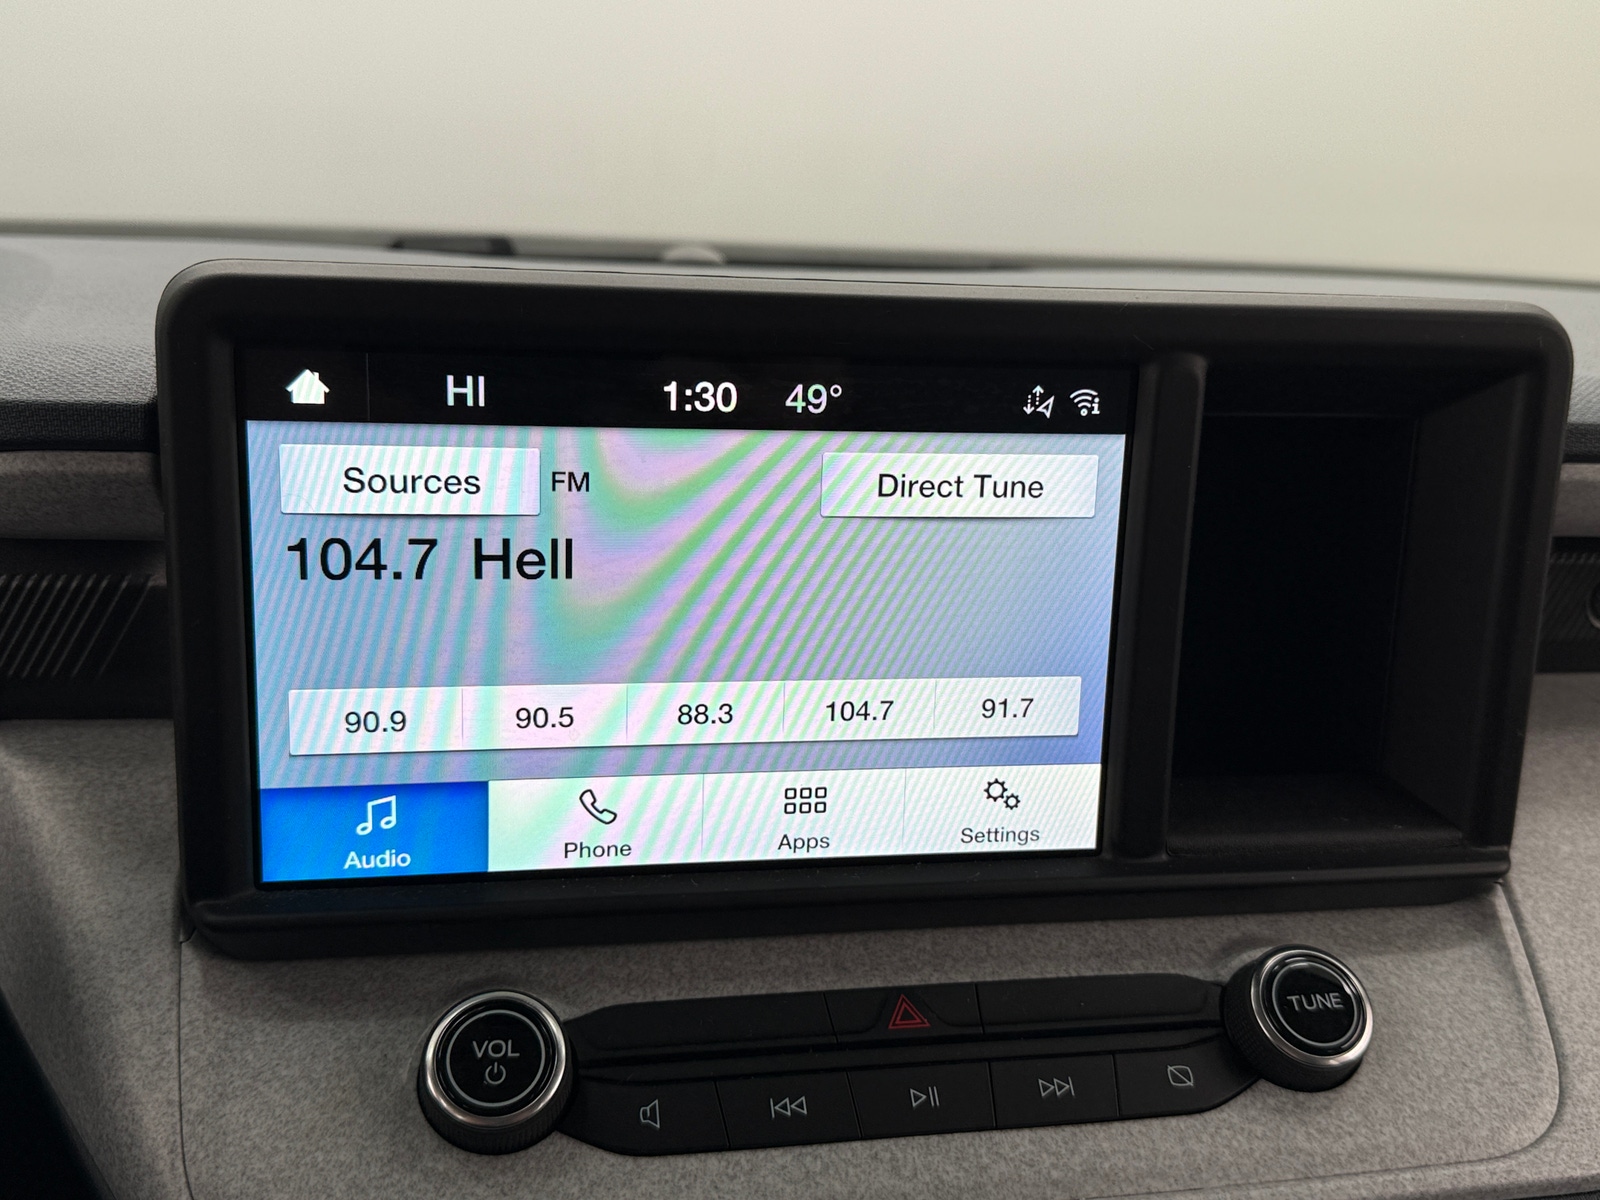 HI 1:30 49°
Sources FM Direct Tune
104.7 Hell
90.9 90.5 88.3 104.7 91.7
Audio Phone Apps Settings
VOL
TUNE